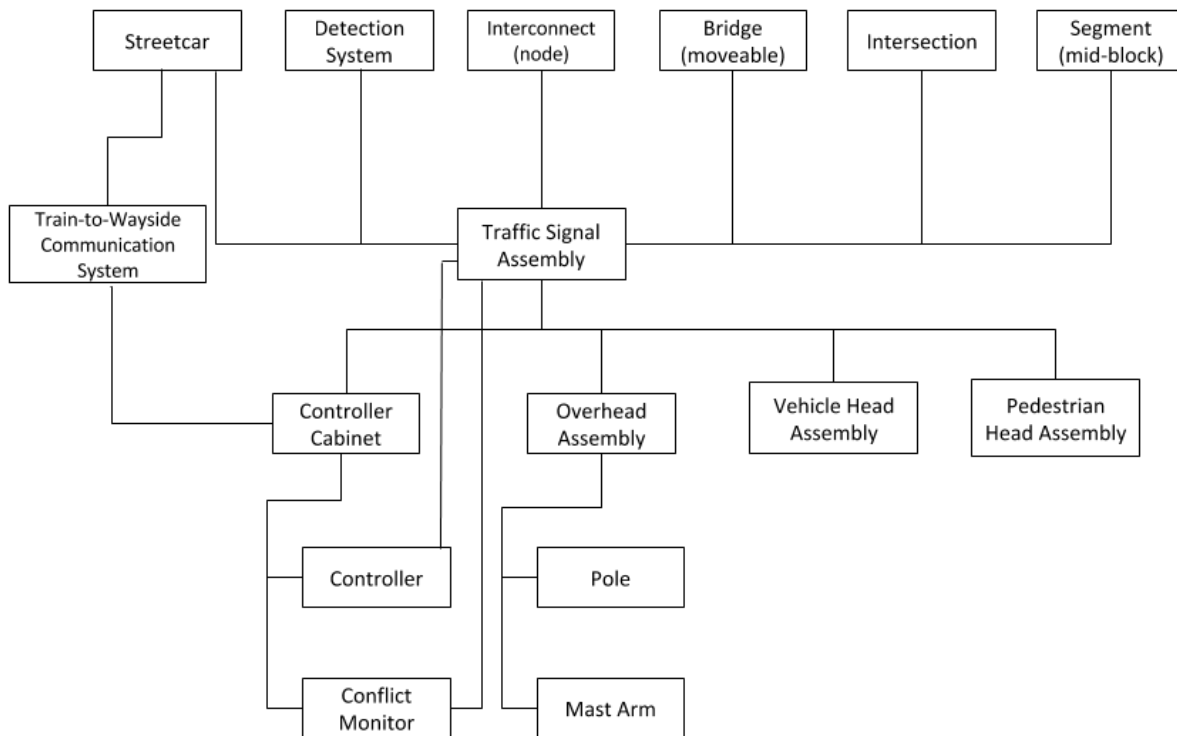 Streetcar
Detection
System
Interconnect
(node)
Bridge
(moveable)
Intersection
Segment
(mid-block)
Train-to-Wayside
Communication
System
Traffic Signal
Assembly
Controller
Cabinet
Overhead
Assembly
Vehicle Head
Assembly
Pedestrian
Head Assembly
Controller
Pole
Conflict
Monitor
Mast Arm